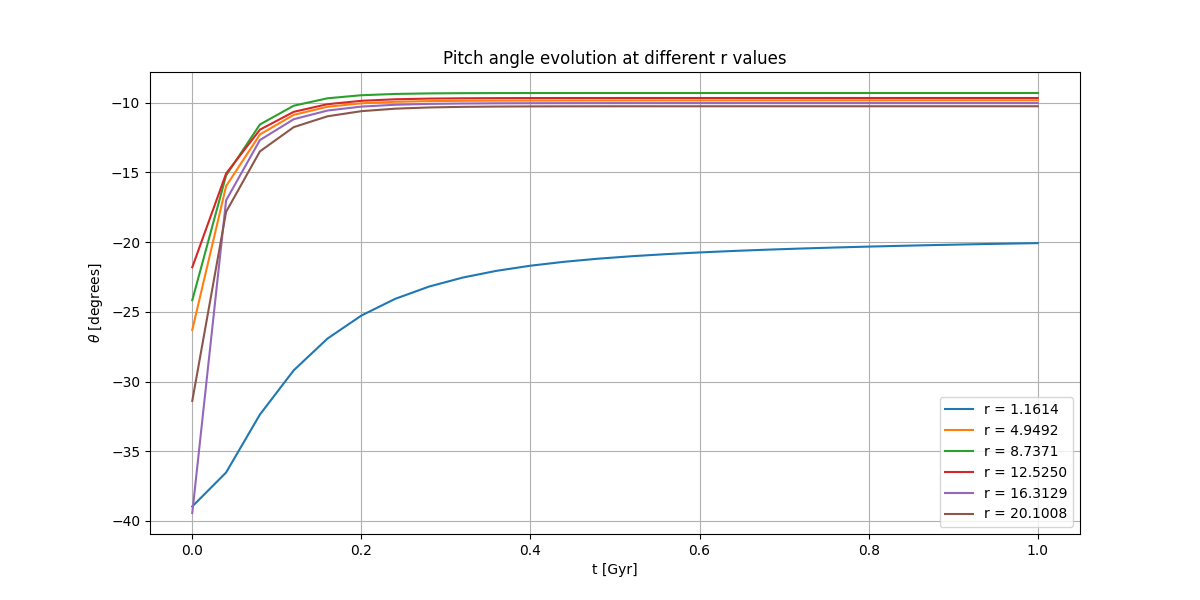 Pitch angle evolution at different r values
θ [degrees]
−10
−15
−20
−25
−30
−35
−40
r = 1.1614
r = 4.9492
r = 8.7371
r = 12.5250
r = 16.3129
r = 20.1008
0.0 0.2 0.4 0.6 0.8 1.0
t [Gyr]